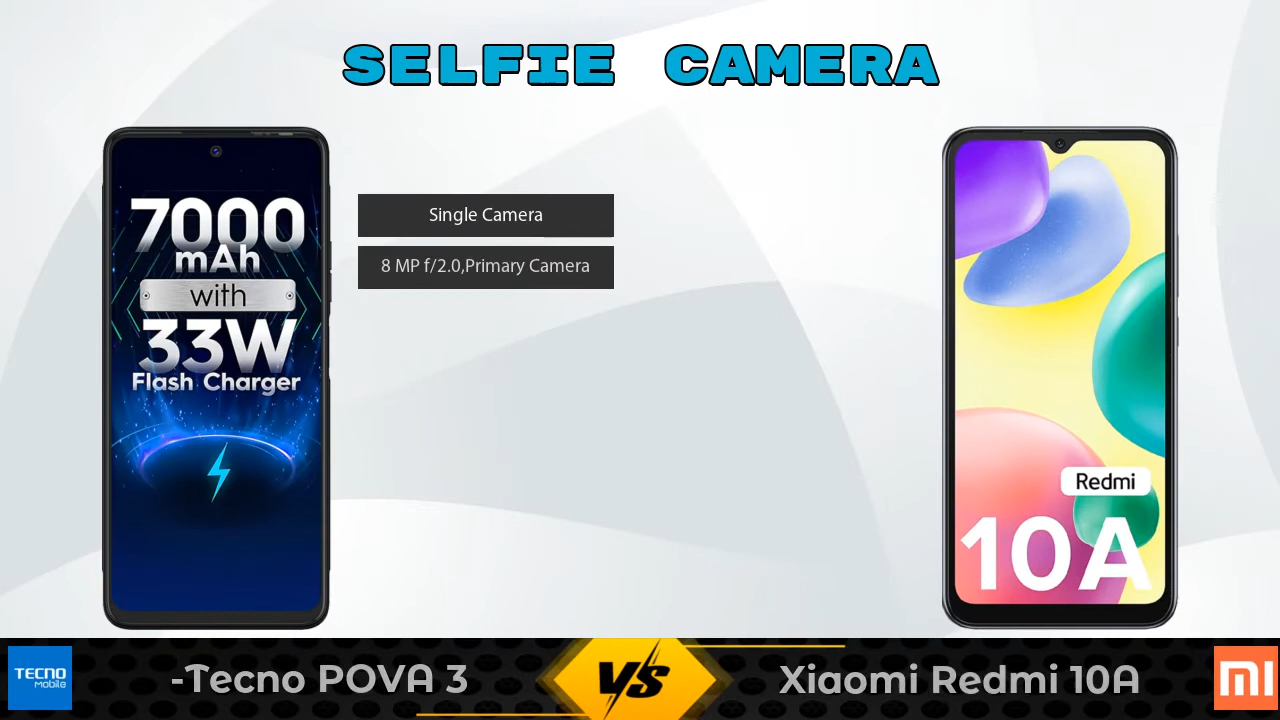 SELFIE CAMERA
7000
mAh
with
33W
Flash Charger
Single Camera
8 MP f/2.0,Primary Camera
Redmi
10A
TECNO
mobile
-Tecno POVA 3
VS
Xiaomi Redmi 10A
MI